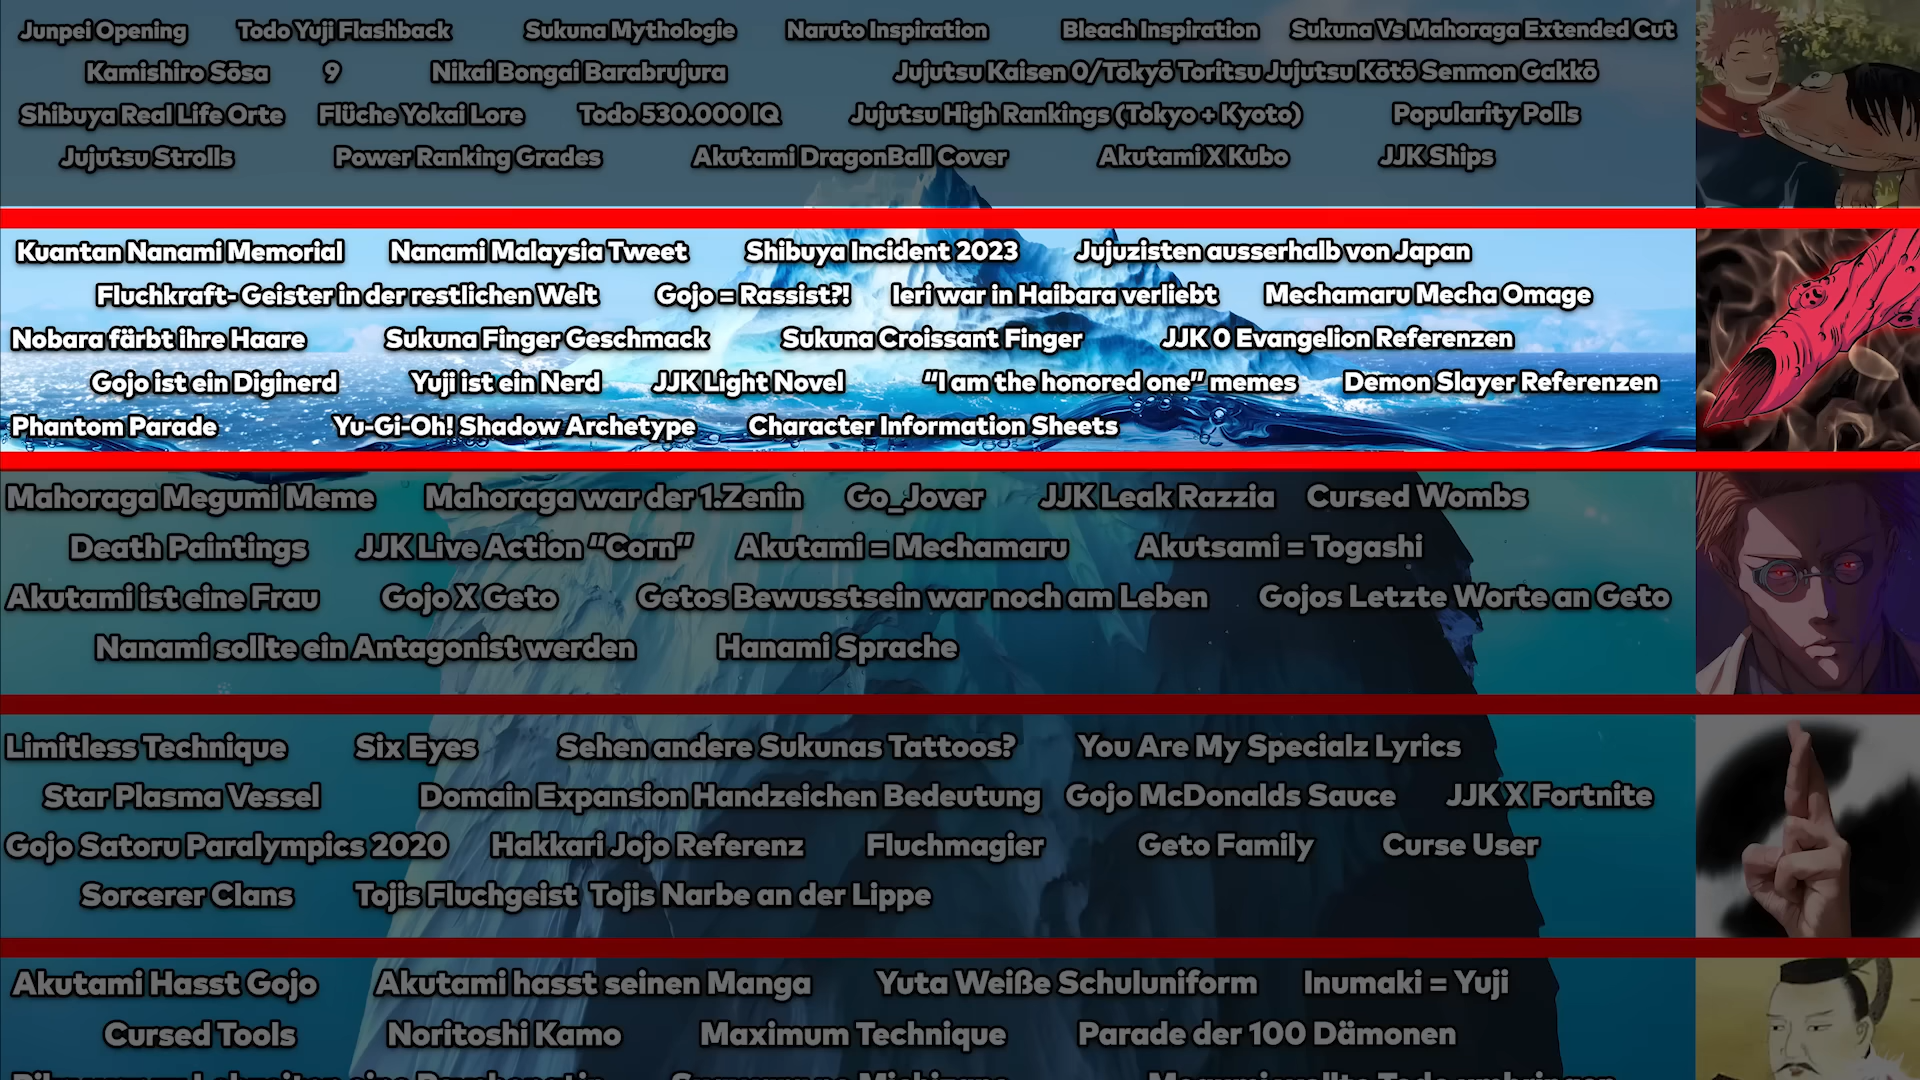 Junpei Opening Todo Yuji Flashback Sukuna Mythologie Naruto Inspiration Bleach Inspiration Sukuna Vs Mahoraga Extended Cut
Kamishiro Sōsa 9 Nikai Bongai Barabrujura Jujutsu Kaisen 0/Tōkyō Toritsu Jujutsu Kōtō Senmon Gakkō
Shibuya Real Life Orte Flüche Yokai Lore Todo 530.000 IQ Jujutsu High Rankings (Tokyo + Kyoto) Popularity Polls
Jujutsu Strolls Power Ranking Grades Akutami DragonBall Cover Akutami X Kubo JJK Ships
Kuantan Nanami Memorial Nanami Malaysia Tweet Shibuya Incident 2023 Jujuzisten ausserhalb von Japan
Fluchkraft- Geister in der restlichen Welt Gojo = Rassist?! Ieri war in Haibara verliebt Mechamaru Mecha Omage
Nobara färbt ihre Haare Sukuna Finger Geschmack Sukuna Croissant Finger JJK 0 Evangelion Referenzen
Gojo ist ein Diginerd Yuji ist ein Nerd JJK Light Novel “I am the honored one” memes Demon Slayer Referenzen
Phantom Parade Yu-Gi-Oh! Shadow Archetype Character Information Sheets
Mahoraga Megumi Meme Mahoraga war der 1.Zenin Go_Jover JJK Leak Razzia Cursed Wombs
Death Paintings JJK Live Action “Corn” Akutami = Mechamaru Akutsami = Togashi
Akutami ist eine Frau Gojo X Geto Getos Bewusstsein war noch am Leben Gojos Letzte Worte an Geto
Nanami sollte ein Antagonist werden Hanami Sprache
Limitless Technique Six Eyes Sehen andere Sukunas Tattoos? You Are My Specialz Lyrics
Star Plasma Vessel Domain Expansion Handzeichen Bedeutung Gojo McDonalds Sauce JJK X Fortnite
Gojo Satoru Paralympics 2020 Hakkari Jojo Referenz Fluchmagier Geto Family Curse User
Sorcerer Clans Tojis Fluchgeist Tojis Narbe an der Lippe
Akutami Hasst Gojo Akutami hasst seinen Manga Yuta Weiße Schuluniform Inumaki = Yuji
Cursed Tools Noritoshi Kamo Maximum Technique Parade der 100 Dämonen